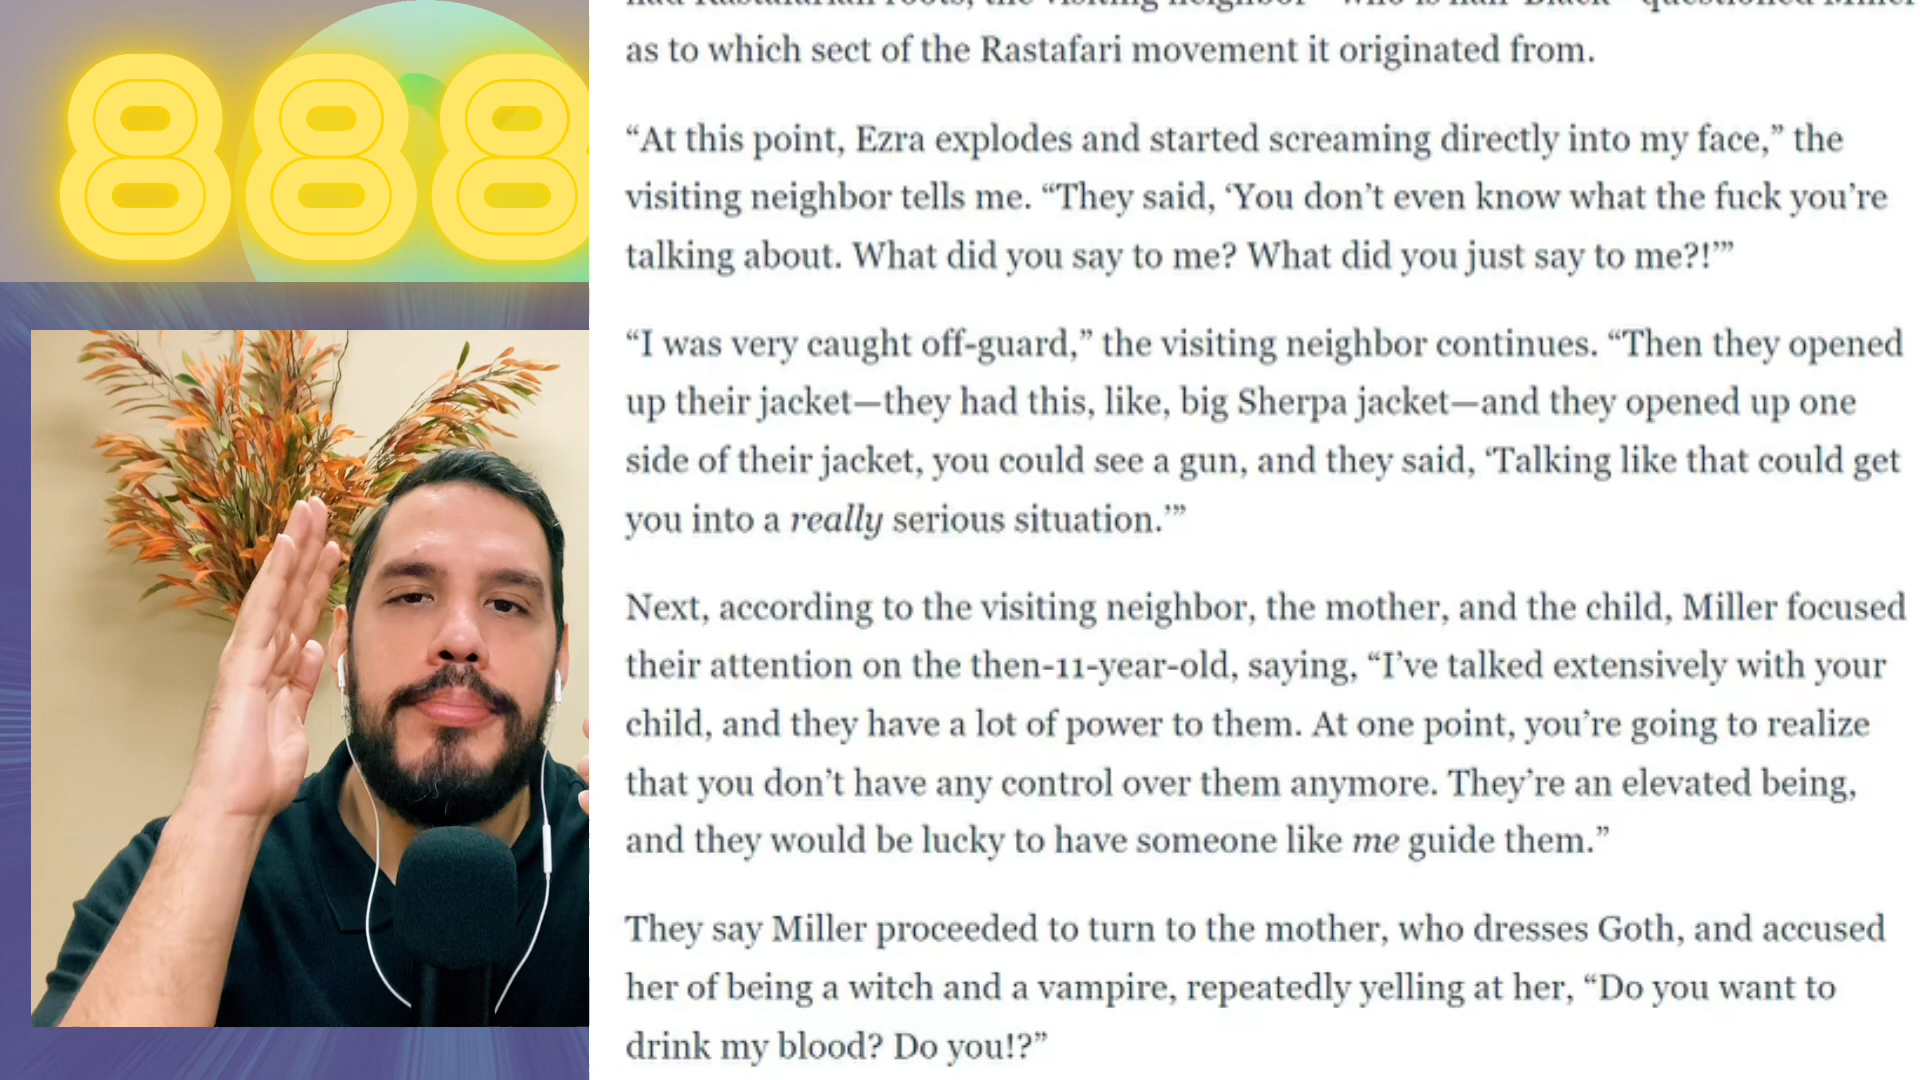 888
as to which sect of the Rastafari movement it originated from.
“At this point, Ezra explodes and started screaming directly into my face,” the
visiting neighbor tells me. “They said, ‘You don’t even know what the fuck you’re
talking about. What did you say to me? What did you just say to me?!’”
“I was very caught off-guard,” the visiting neighbor continues. “Then they opened
up their jacket—they had this, like, big Sherpa jacket—and they opened up one
side of their jacket, you could see a gun, and they said, ‘Talking like that could get
you into a really serious situation.’”
Next, according to the visiting neighbor, the mother, and the child, Miller focused
their attention on the then-11-year-old, saying, “I’ve talked extensively with your
child, and they have a lot of power to them. At one point, you’re going to realize
that you don’t have any control over them anymore. They’re an elevated being,
and they would be lucky to have someone like me guide them.”
They say Miller proceeded to turn to the mother, who dresses Goth, and accused
her of being a witch and a vampire, repeatedly yelling at her, “Do you want to
drink my blood? Do you!?”